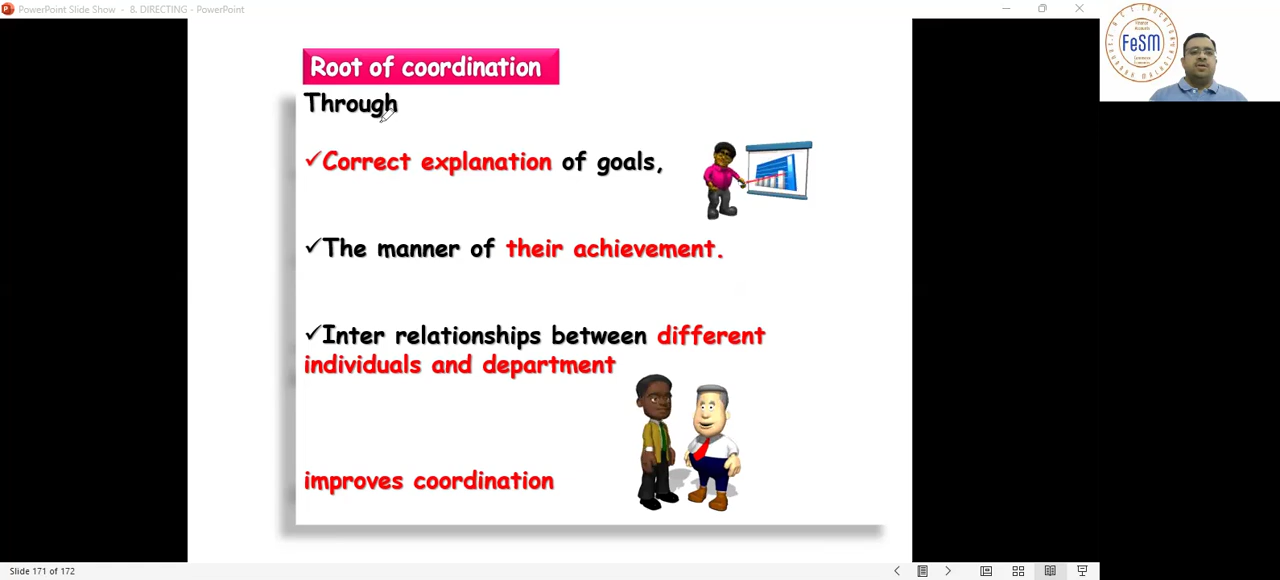 PowerPoint Slide Show - 8. DIRECTING - PowerPoint
Root of coordination
Through
✓Correct explanation of goals,
✓The manner of their achievement.
✓Inter relationships between different
individuals and department
improves coordination
FeSM
Slide 171 of 172